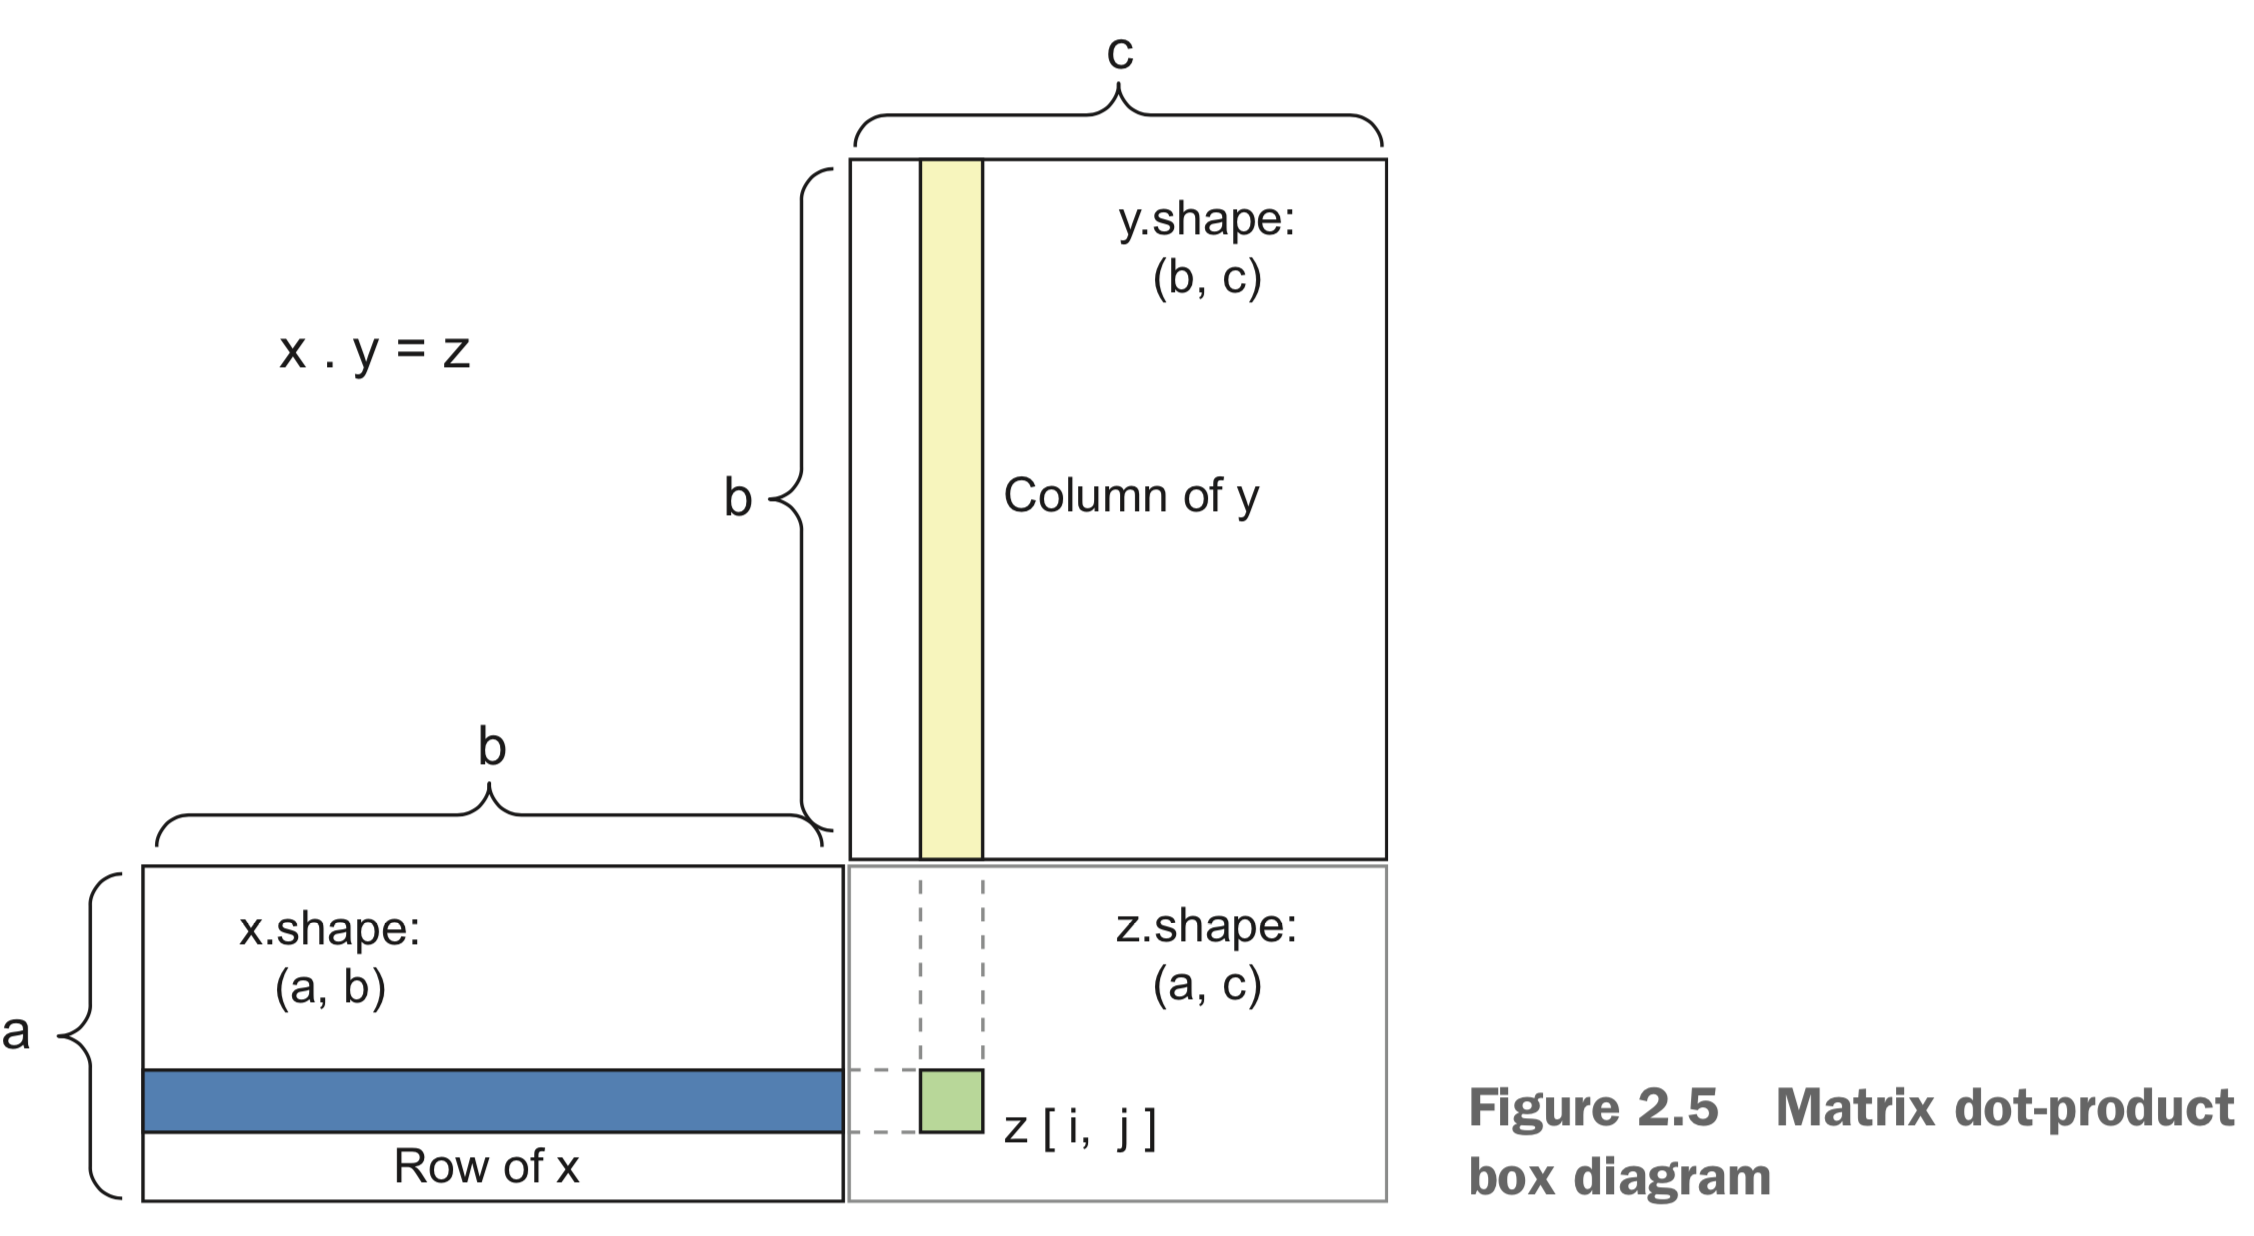 c
y.shape:
(b, c)
x . y = z
b
Column of y
b
x.shape:
(a, b)
z.shape:
(a, c)
a
z [ i, j ]
Row of x
Figure 2.5 Matrix dot-product
box diagram